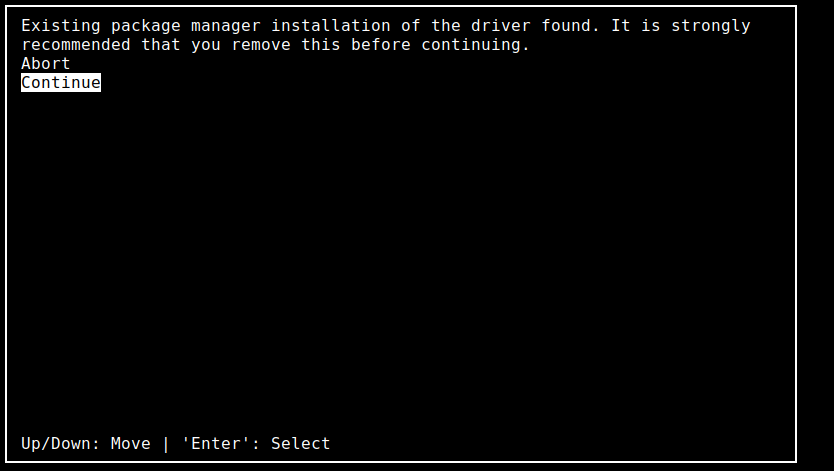 Existing package manager installation of the driver found. It is strongly
recommended that you remove this before continuing.
Abort
Continue
Up/Down: Move | 'Enter': Select